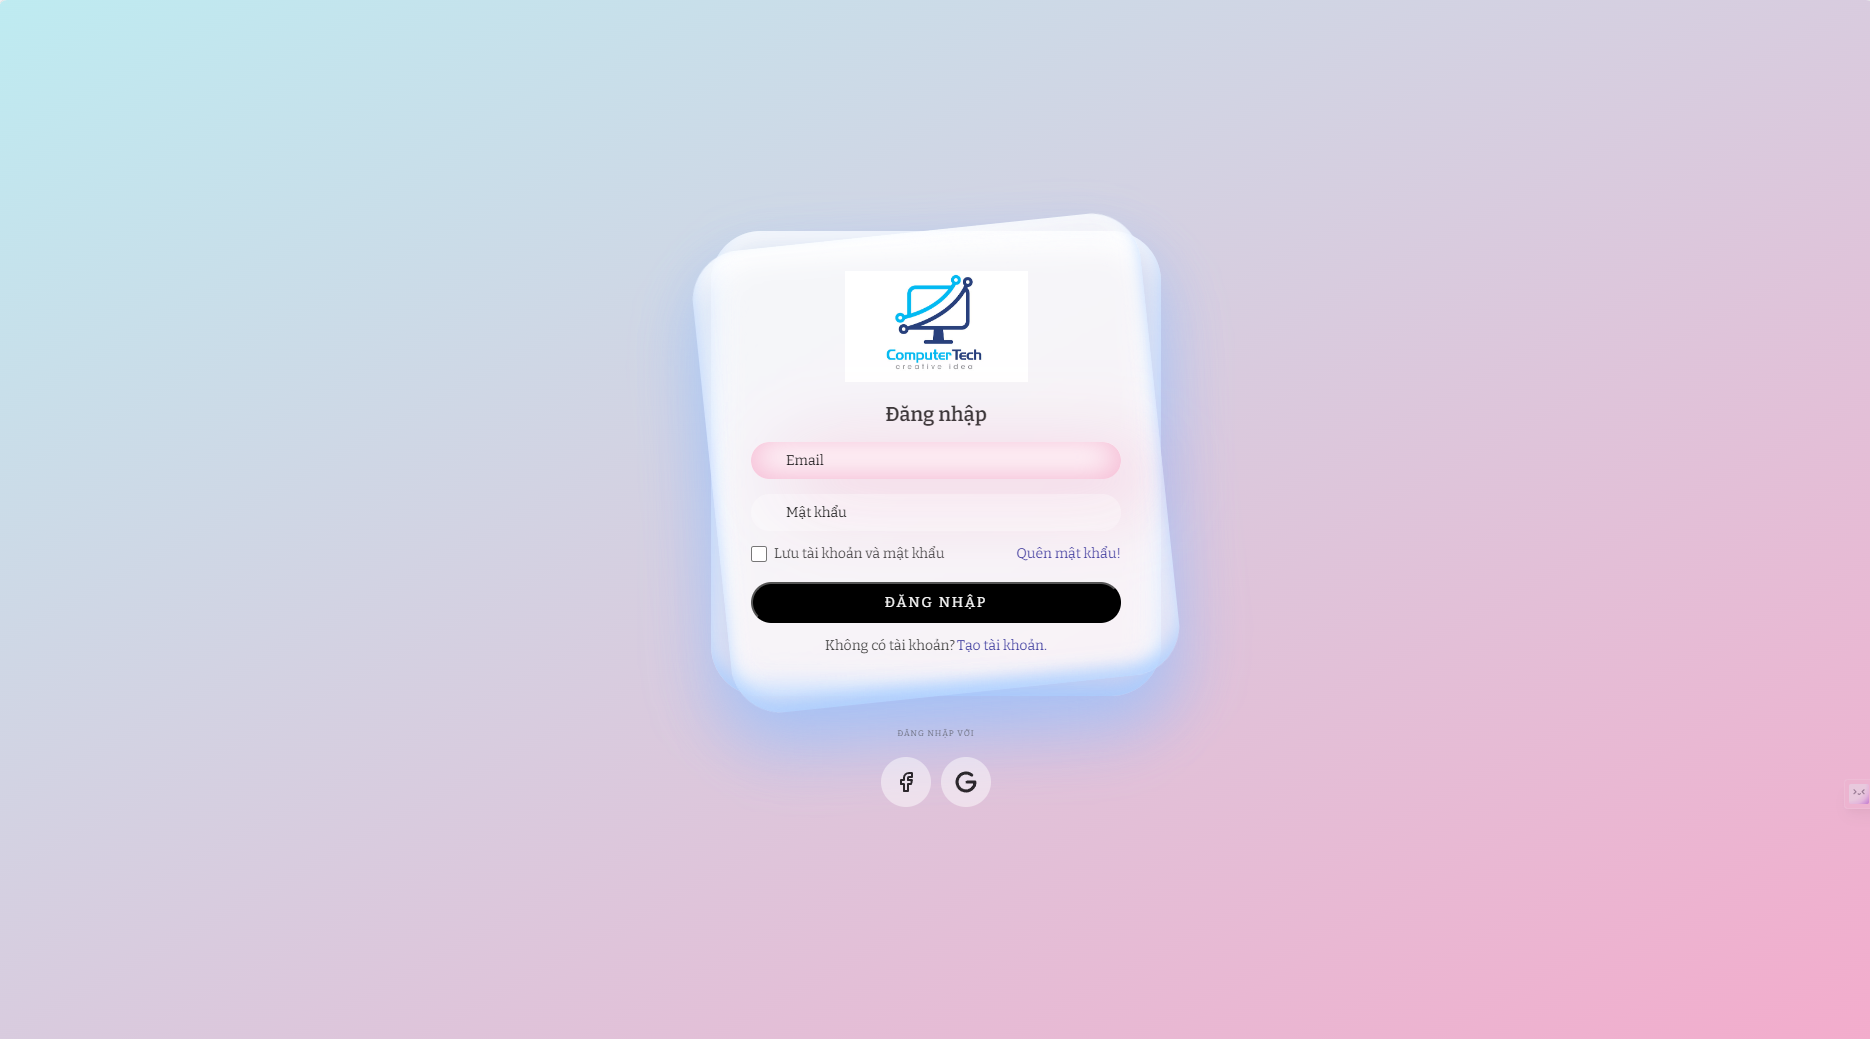 ComputerTech
creative idea
Đăng nhập
Email
Mật khẩu
Lưu tài khoản và mật khẩu Quên mật khẩu!
ĐĂNG NHẬP
Không có tài khoản? Tạo tài khoản.
ĐĂNG NHẬP VỚI